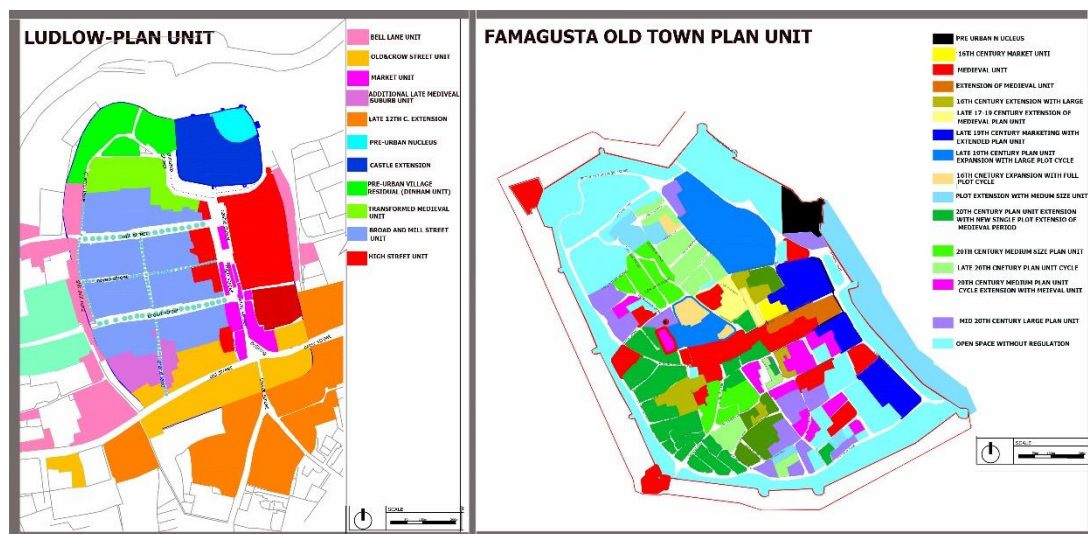 LUDLOW-PLAN UNIT
BELL LANE UNIT
OLD&CROW STREET UNIT
MARKET UNIT
ADDITIONAL LATE MEDIVEAL
SUBURB UNIT
LATE 12TH C. EXTENSION
PRE-URBAN NUCLEUS
CASTLE EXTENSION
PRE-URBAN VILLAGE
RESIDUAL (DENHAM UNIT)
TRANSFORMED MEDIEVAL
UNIT
BROAD AND MILL STREET
UNIT
HIGH STREET UNIT
SCALE
FAMAGUSTA OLD TOWN PLAN UNIT
PRE URBAN N UCLEUS
16TH CENTURY MARKET UNTI
MEDIEVAL UNIT
EXTENSION OF MEDIEVAL UNIT
16TH CENTURY EXTENSION WITH LARGE
LATE 17-19 CENTURY EXTENSION OF
MEDIEVAL PLAN UNIT
LATE 19TH CENTURY MARKETING WITH
EXTENDED PLAN UNIT
LATE 19TH CENTURY PLAN UNIT
EXPANSION WITH LARGE PLOT CYCLE
16TH CNETURY EXPANSION WITH FULL
PLOT CYCLE
PLOT EXTENSION WITH MEDUM SIZE UNIT
20TH CENTURY PLAN UNIT EXTENSION
WITH NEW SINGLE PLOT EXTENSIO OF
MEDIEVAL PERIOD
20TH CENTURY MEDIUM SIZE PLAN UNIT
LATE 20TH CNETURY PLAN UNIT CYCLE
20TH CENTURY MEDIUM PLAN UNIT
CYCLE EXTENSION WITH MEIEVAL UNIT
MID 20TH CENTURY LARGE PLAN UNIT
OPEN SPACE WITHOUT REGULATION
SCALE